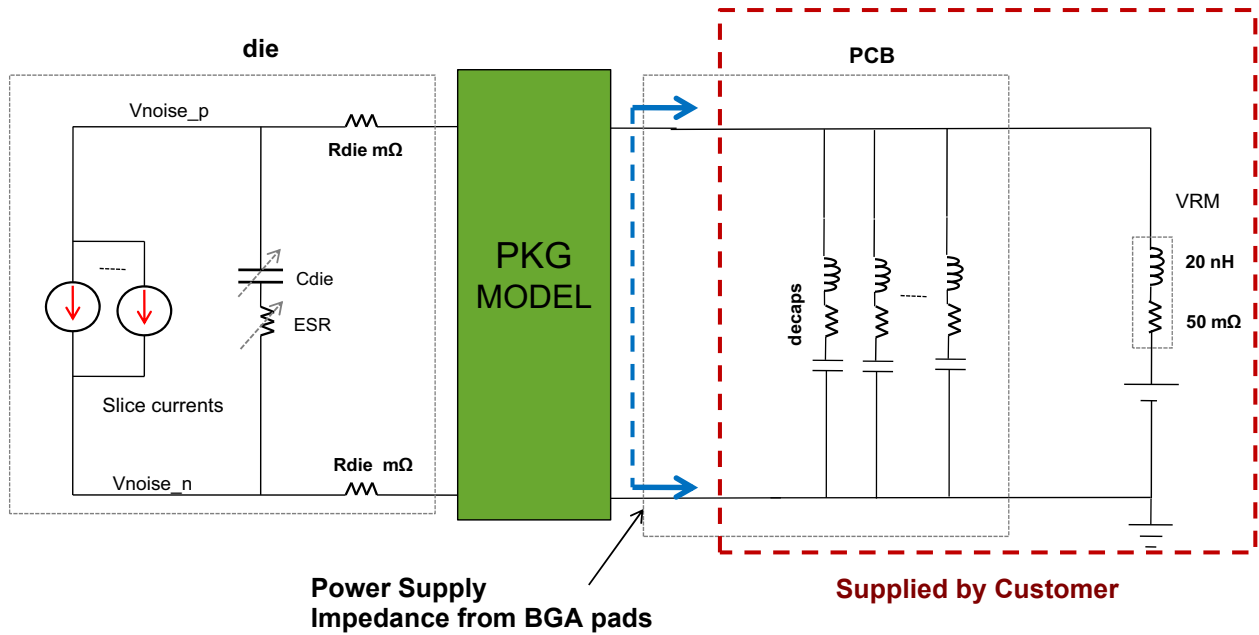 die
PCB
Vnoise_p
Rdie mΩ
VRM
PKG
MODEL
20 nH
50 mΩ
Cdie
ESR
decaps
Slice currents
Rdie mΩ
Vnoise_n
Power Supply
Impedance from BGA pads
Supplied by Customer